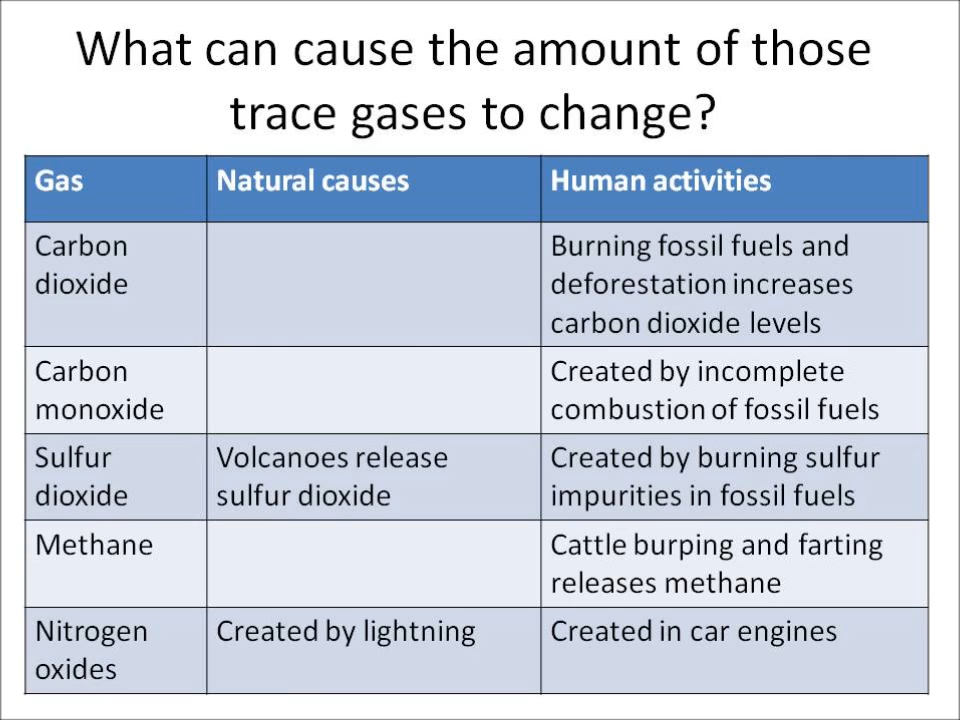 What can cause the amount of those
trace gases to change?
Gas
Natural causes
Human activities
Carbon
dioxide
Burning fossil fuels and
deforestation increases
carbon dioxide levels
Carbon
monoxide
Created by incomplete
combustion of fossil fuels
Sulfur
dioxide
Volcanoes release
sulfur dioxide
Created by burning sulfur
impurities in fossil fuels
Methane
Cattle burping and farting
releases methane
Nitrogen
oxides
Created by lightning
Created in car engines